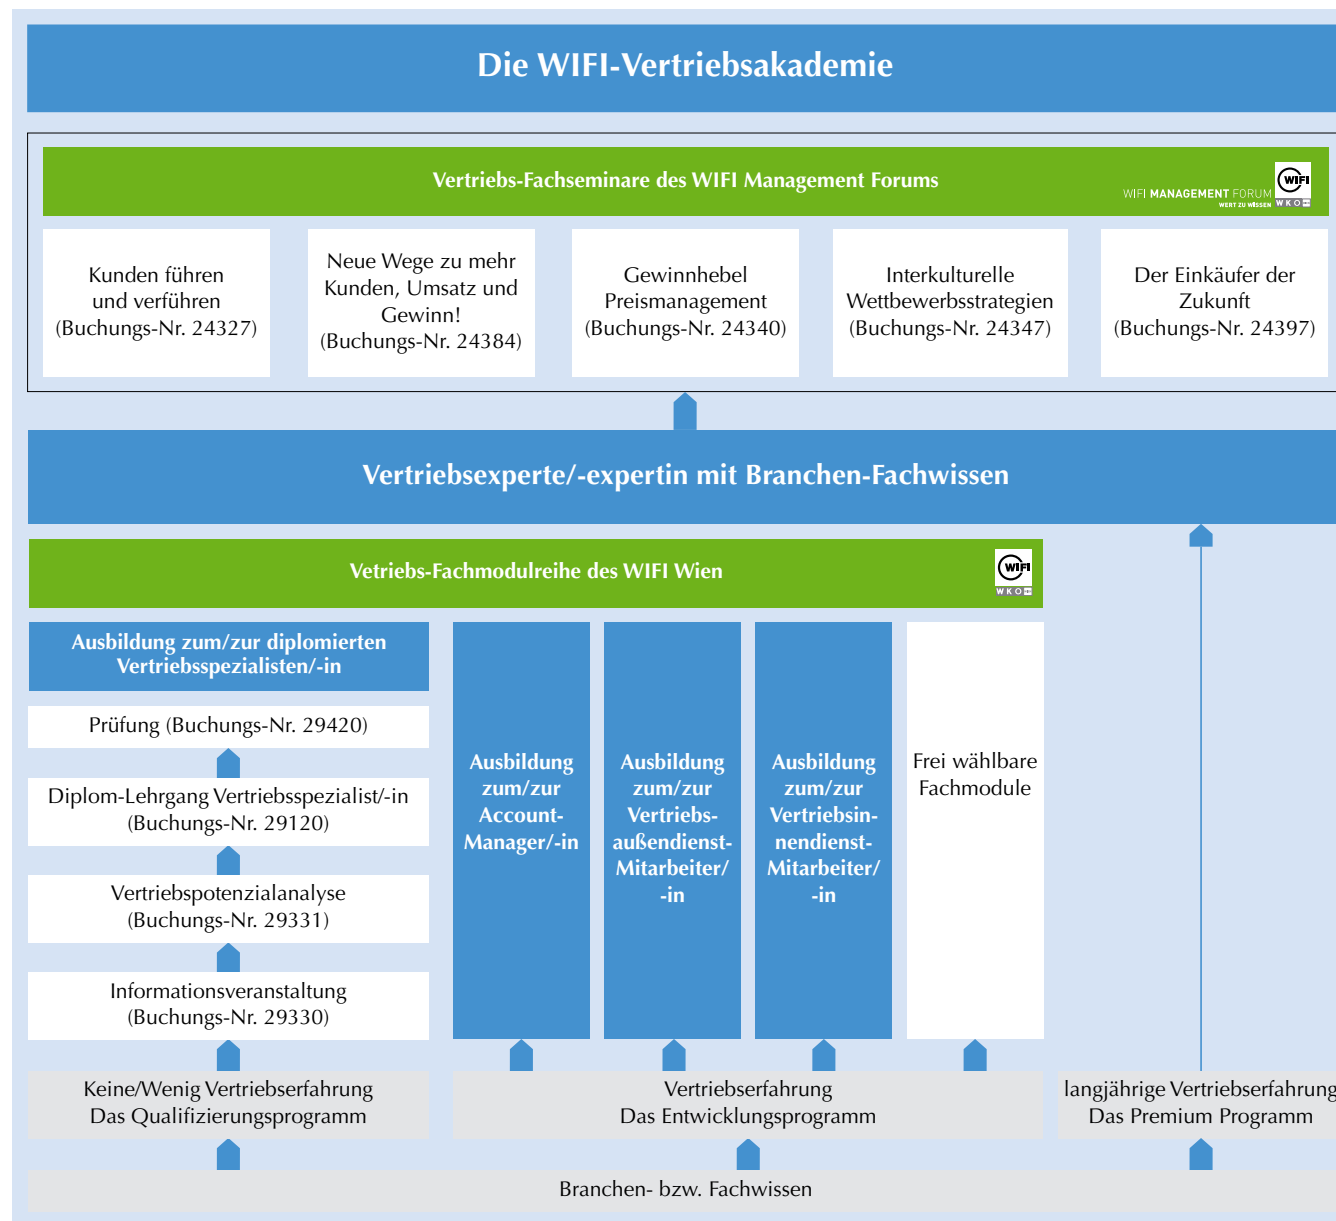 Die WIFI-Vertriebsakademie
Vertriebs-Fachseminare des WIFI Management Forums
WIFI
WIFI MANAGEMENT FORUM
WERT ZU WISSEN
WKO
Kunden führen
und verführen
(Buchungs-Nr. 24327)
Neue Wege zu mehr
Kunden, Umsatz und
Gewinn!
(Buchungs-Nr. 24384)
Gewinnhebel
Preismanagement
(Buchungs-Nr. 24340)
Interkulturelle
Wettbewerbsstrategien
(Buchungs-Nr. 24347)
Der Einkäufer der
Zukunft
(Buchungs-Nr. 24397)
Vertriebsexperte/-expertin mit Branchen-Fachwissen
Vetriebs-Fachmodulreihe des WIFI Wien
WIFI
WKO
Ausbildung zum/zur diplomierten
Vertriebsspezialisten/-in
Prüfung (Buchungs-Nr. 29420)
Diplom-Lehrgang Vertriebsspezialist/-in
(Buchungs-Nr. 29120)
Vertriebspotenzialanalyse
(Buchungs-Nr. 29331)
Informationsveranstaltung
(Buchungs-Nr. 29330)
Ausbildung
zum/zur
Account-
Manager/-in
Ausbildung
zum/zur
Vertriebs-
außendienst-
Mitarbeiter/
-in
Ausbildung
zum/zur
Vertriebsin-
nendienst-
Mitarbeiter/
-in
Frei wählbare
Fachmodule
Keine/Wenig Vertriebserfahrung
Das Qualifizierungsprogramm
Vertriebserfahrung
Das Entwicklungsprogramm
langjährige Vertriebserfahrung
Das Premium Programm
Branchen- bzw. Fachwissen